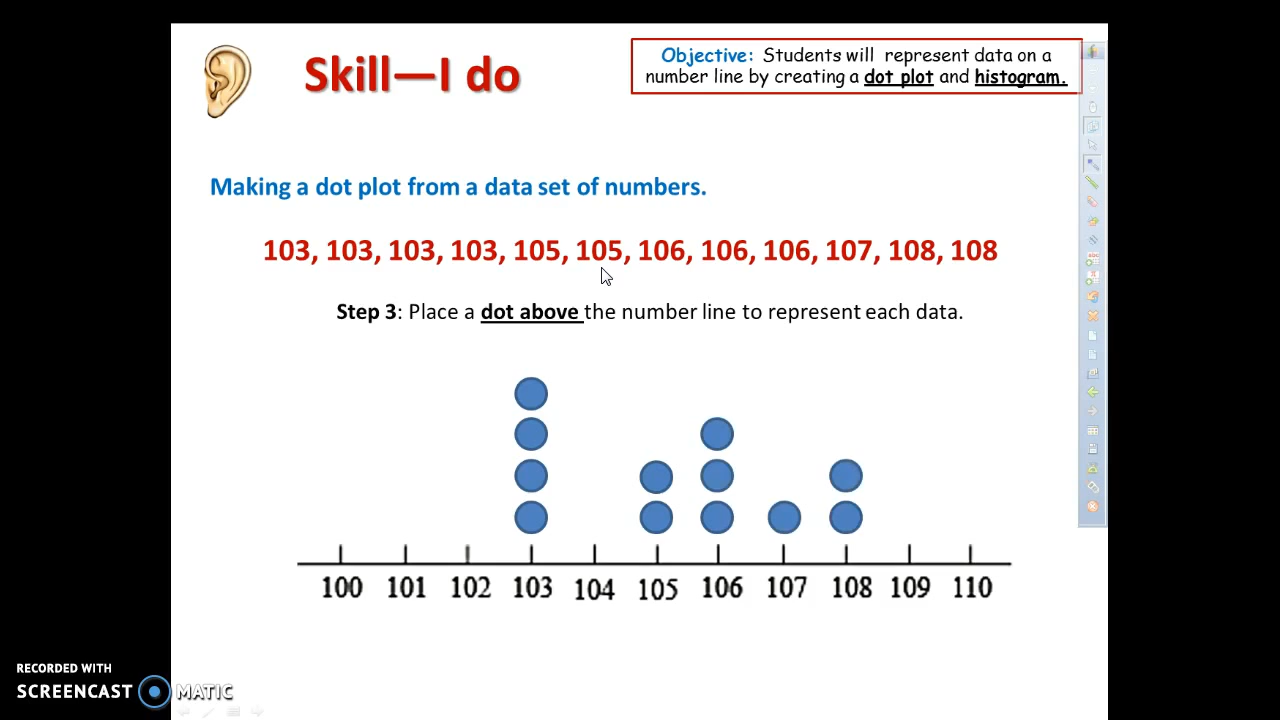 Skill—I do
Objective: Students will represent data on a
number line by creating a dot plot and histogram.
Making a dot plot from a data set of numbers.
103, 103, 103, 103, 105, 105, 106, 106, 106, 107, 108, 108
Step 3: Place a dot above the number line to represent each data.
100 101 102 103 104 105 106 107 108 109 110
RECORDED WITH
SCREENCAST MATIC